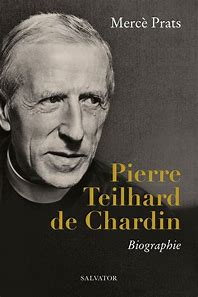 Mercè Prats
Pierre
Teilhard
de Chardin
Biographie
SALVATOR